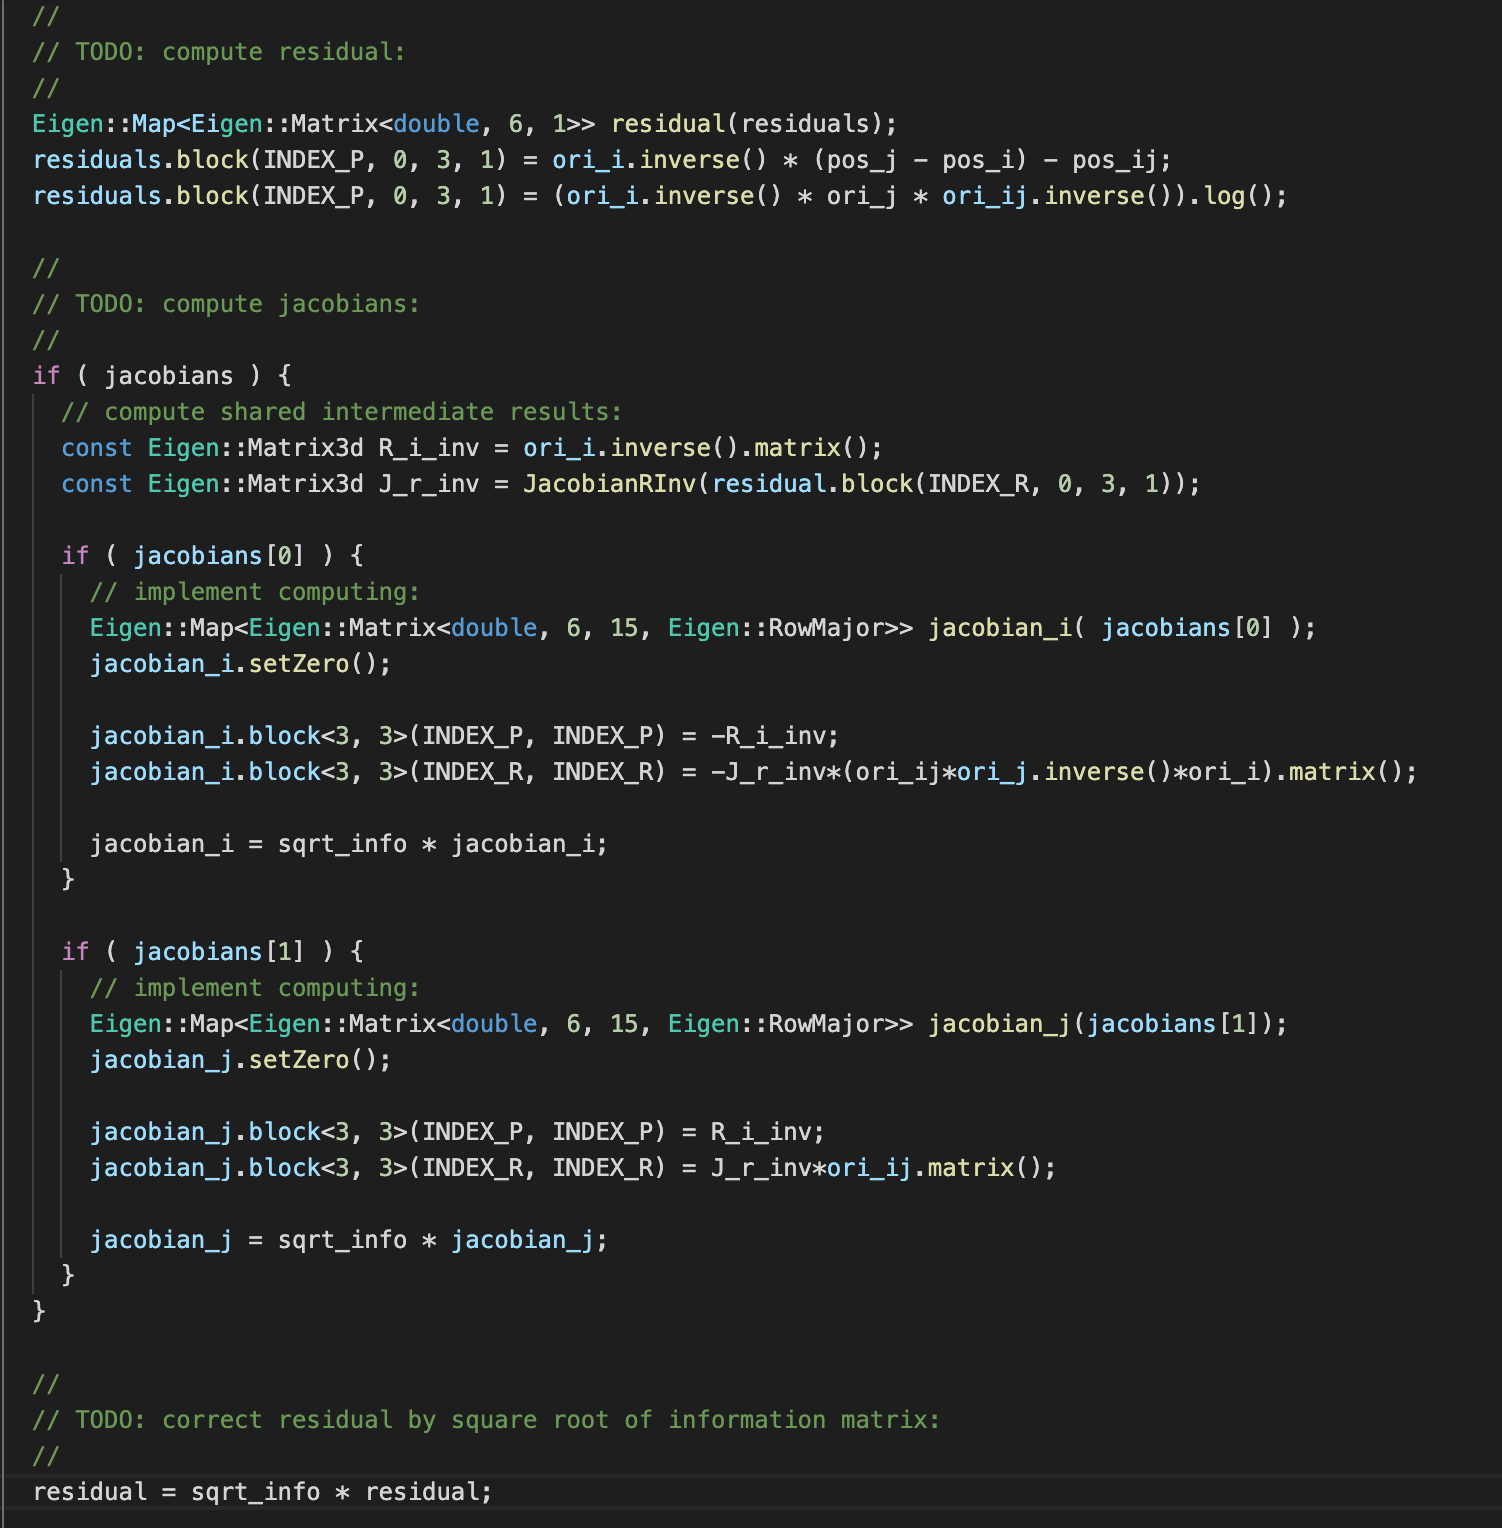 //
// TODO: compute residual:
//
Eigen::Map<Eigen::Matrix<double, 6, 1>> residual(residuals);
residuals.block(INDEX_P, 0, 3, 1) = ori_i.inverse() * (pos_j - pos_i) - pos_ij;
residuals.block(INDEX_P, 0, 3, 1) = (ori_i.inverse() * ori_j * ori_ij.inverse()).log();
//
// TODO: compute jacobians:
//
if ( jacobians ) {
// compute shared intermediate results:
const Eigen::Matrix3d R_i_inv = ori_i.inverse().matrix();
const Eigen::Matrix3d J_r_inv = JacobianRInv(residual.block(INDEX_R, 0, 3, 1));
if ( jacobians[0] ) {
// implement computing:
Eigen::Map<Eigen::Matrix<double, 6, 15, Eigen::RowMajor>> jacobian_i( jacobians[0] );
jacobian_i.setZero();
jacobian_i.block<3, 3>(INDEX_P, INDEX_P) = -R_i_inv;
jacobian_i.block<3, 3>(INDEX_R, INDEX_R) = -J_r_inv*(ori_ij*ori_j.inverse()*ori_i).matrix();
jacobian_i = sqrt_info * jacobian_i;
}
if ( jacobians[1] ) {
// implement computing:
Eigen::Map<Eigen::Matrix<double, 6, 15, Eigen::RowMajor>> jacobian_j(jacobians[1]);
jacobian_j.setZero();
jacobian_j.block<3, 3>(INDEX_P, INDEX_P) = R_i_inv;
jacobian_j.block<3, 3>(INDEX_R, INDEX_R) = J_r_inv*ori_ij.matrix();
jacobian_j = sqrt_info * jacobian_j;
}
}
//
// TODO: correct residual by square root of information matrix:
//
residual = sqrt_info * residual;